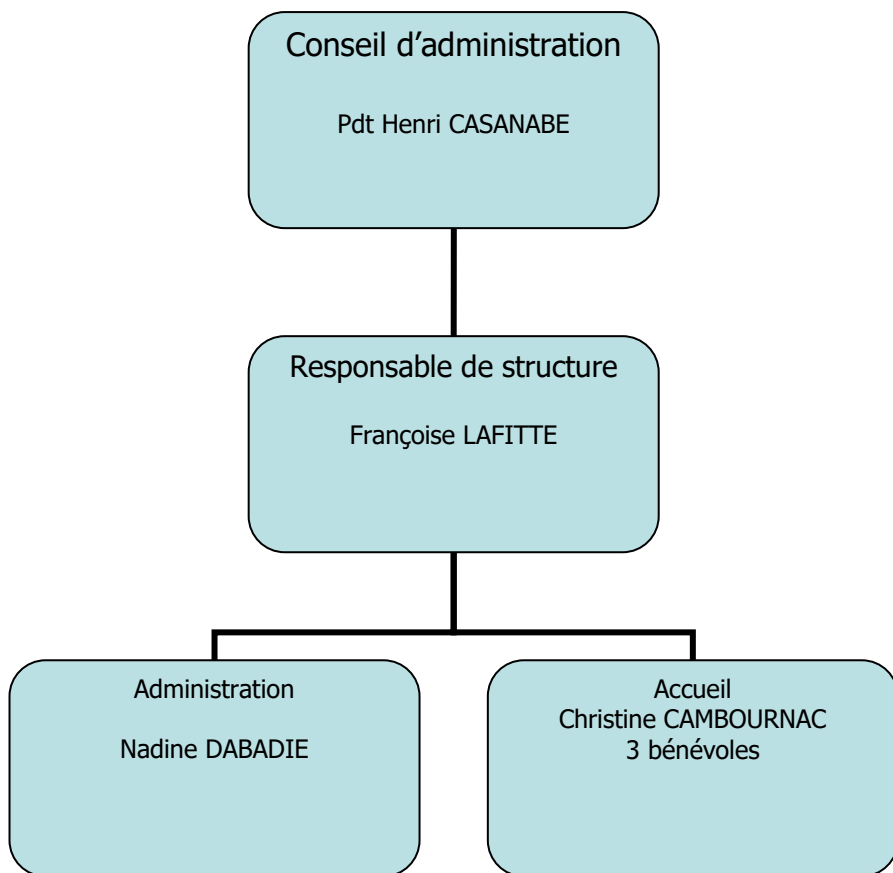 Conseil d’administration
Pdt Henri CASANABE
Responsable de structure
Françoise LAFITTE
Administration
Nadine DABADIE
Accueil
Christine CAMBOURNAC
3 bénévoles